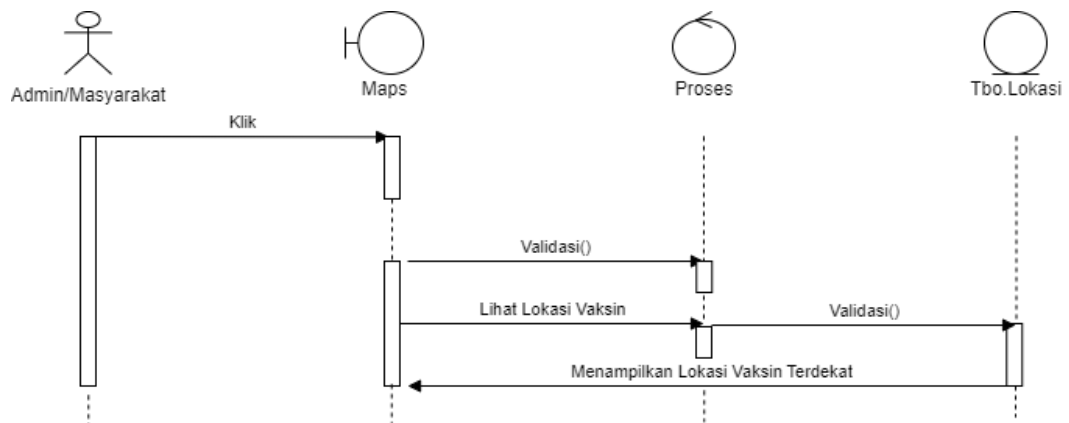 Admin/Masyarakat
Maps
Proses
Tbo.Lokasi
Klik
Validasi()
Lihat Lokasi Vaksin
Validasi()
Menampilkan Lokasi Vaksin Terdekat